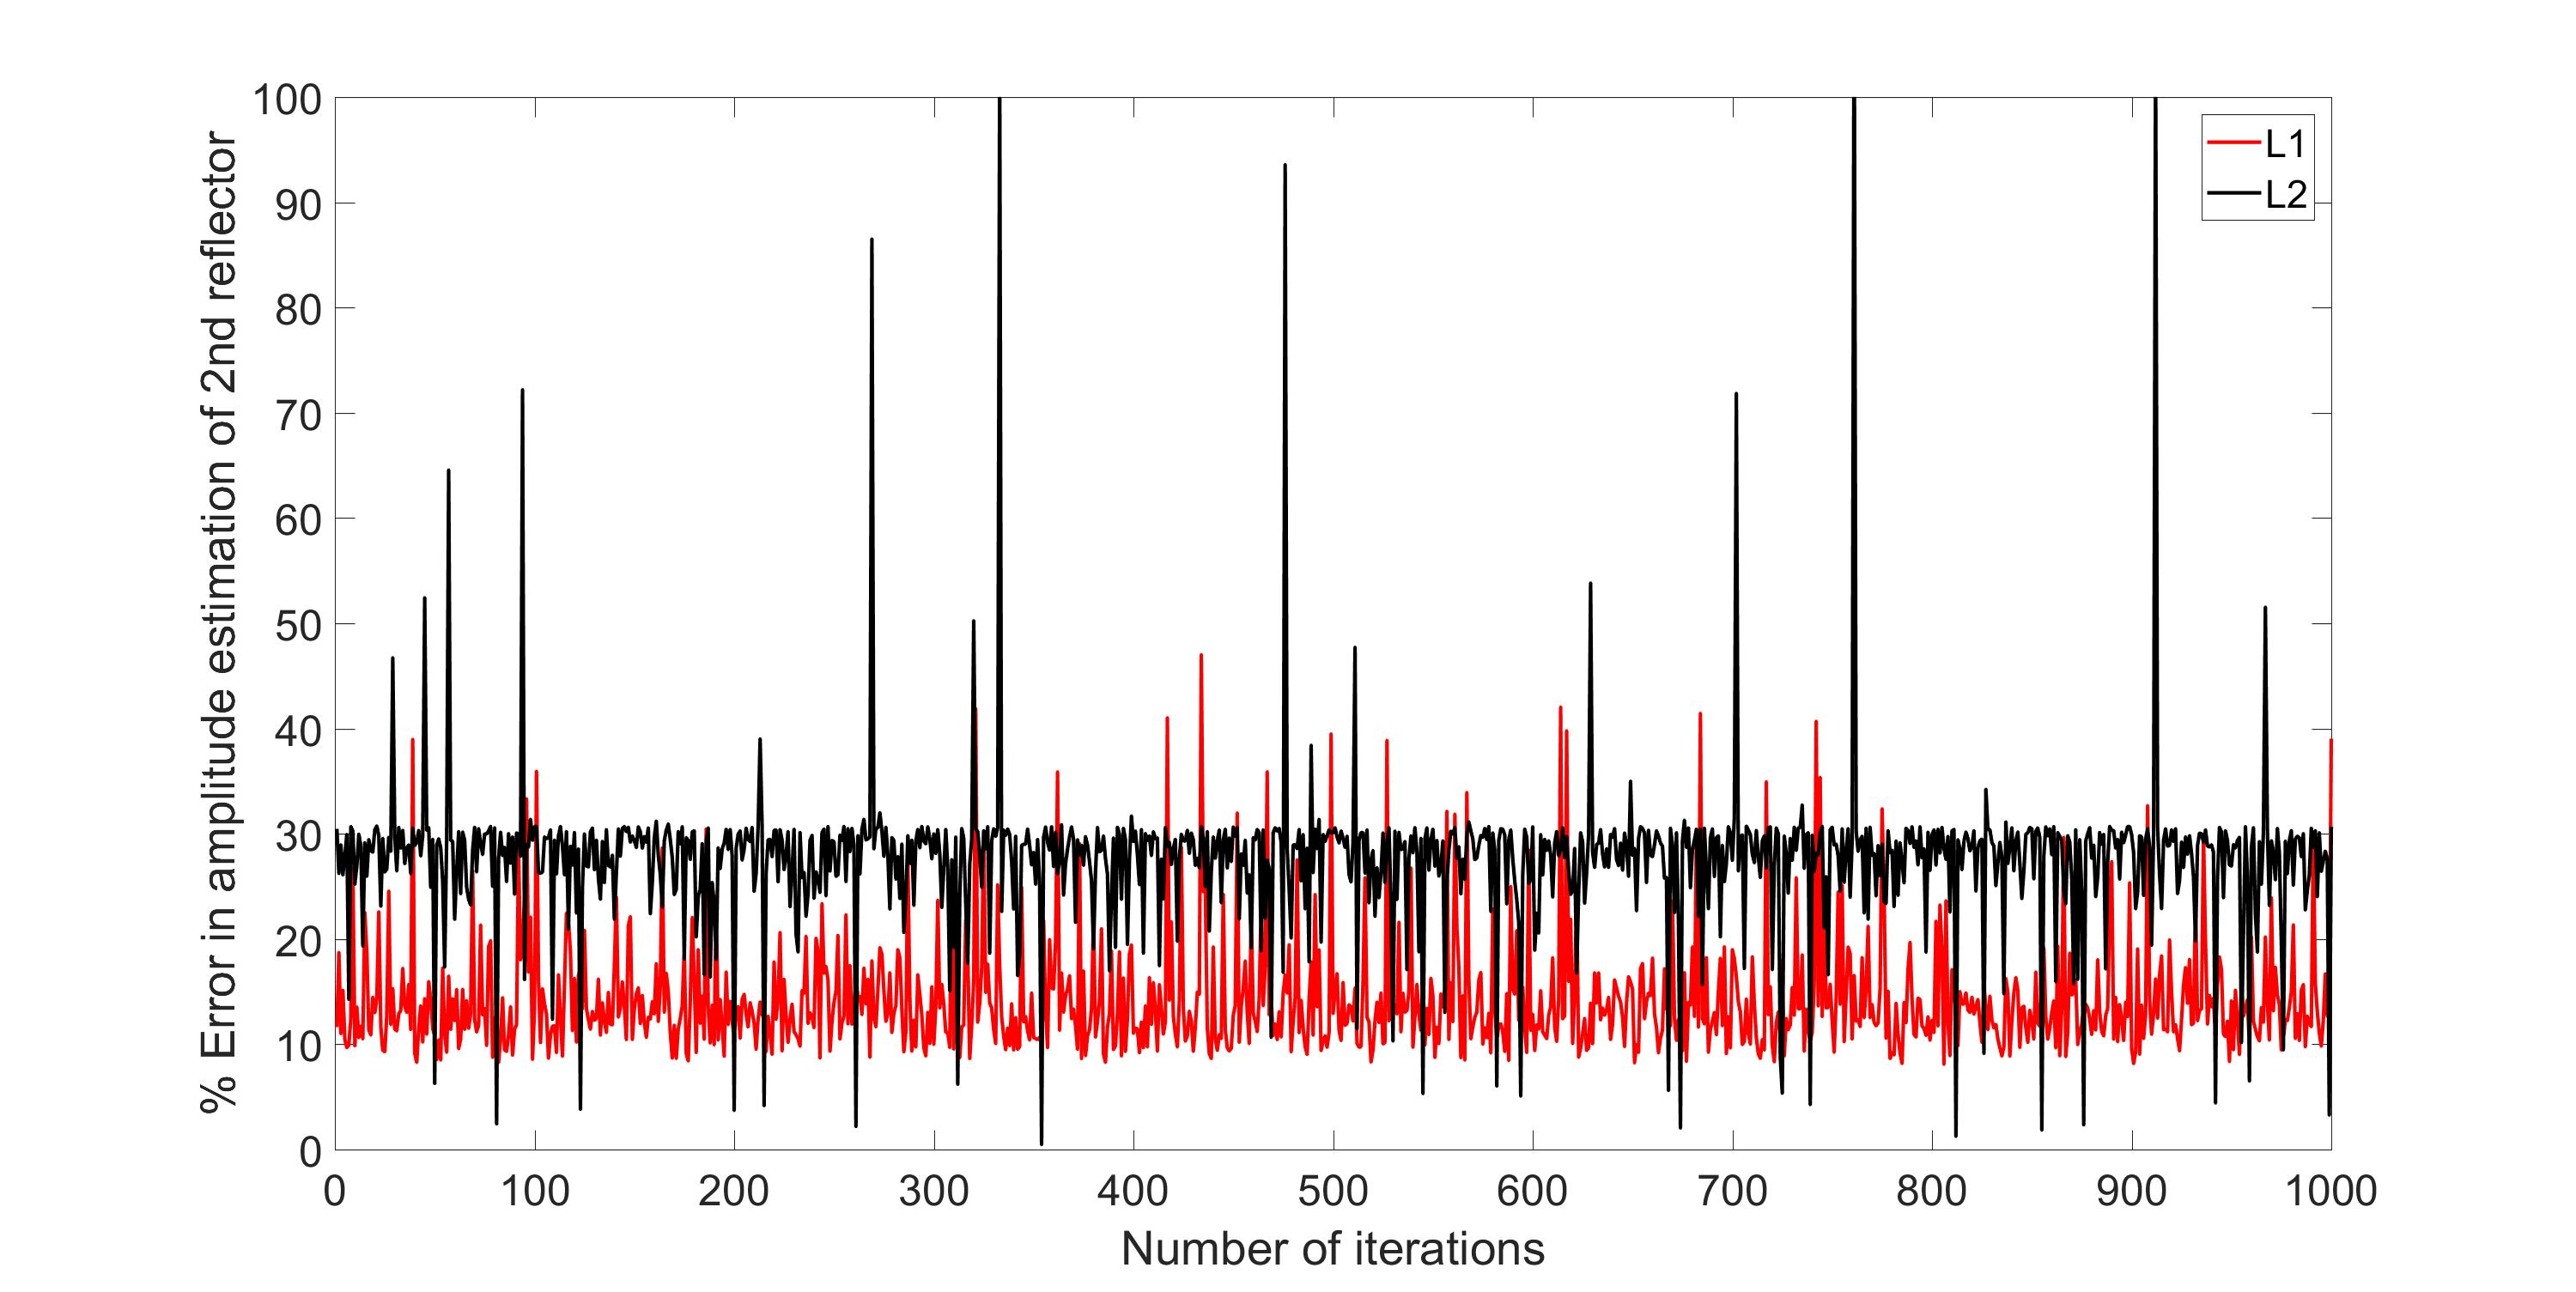 % Error in amplitude estimation of 2nd reflector
100
90
80
70
60
50
40
30
20
10
0
L1
L2
0 100 200 300 400 500 600 700 800 900 1000
Number of iterations